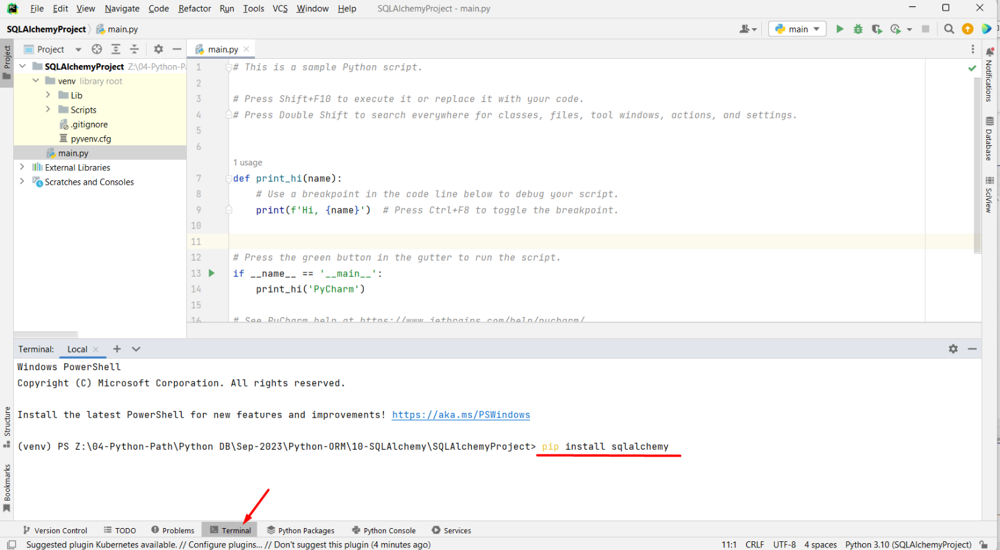 PC File Edit View Navigate Code Refactor Run Tools VCS Window Help SQLAlchemyProject - main.py
SQLAlchemyProject main.py
main
Project
main.py
SQLAlchemyProject Z:\04-Python-P
venv library root
Lib
Scripts
.gitignore
pyvenv.cfg
main.py
External Libraries
Scratches and Consoles
Project
Structure
Bookmarks
1 # This is a sample Python script.
2
3 # Press Shift+F10 to execute it or replace it with your code.
4 # Press Double Shift to search everywhere for classes, files, tool windows, actions, and settings.
5
6
1 usage
7 def print_hi(name):
8 # Use a breakpoint in the code line below to debug your script.
9 print(f'Hi, {name}') # Press Ctrl+F8 to toggle the breakpoint.
10
11
12 # Press the green button in the gutter to run the script.
13 if __name__ == '__main__':
14 print_hi('PyCharm')
15
16 # See PyCharm help at https://www.jetbrains.com/help/pycharm/
Notifications
Database
SciView
Terminal: Local
Windows PowerShell
Copyright (C) Microsoft Corporation. All rights reserved.
Install the latest PowerShell for new features and improvements! https://aka.ms/PSWindows
(venv) PS Z:\04-Python-Path\Python DB\Sep-2023\Python-ORM\10-SQLAlchemy\SQLAlchemyProject> pip install sqlalchemy
Version Control TODO Problems Terminal Python Packages Python Console Services
Suggested plugin Kubernetes available. // Configure plugins... // Don't suggest this plugin (4 minutes ago) 11:1 CRLF UTF-8 4 spaces Python 3.10 (SQLAlchemyProject)